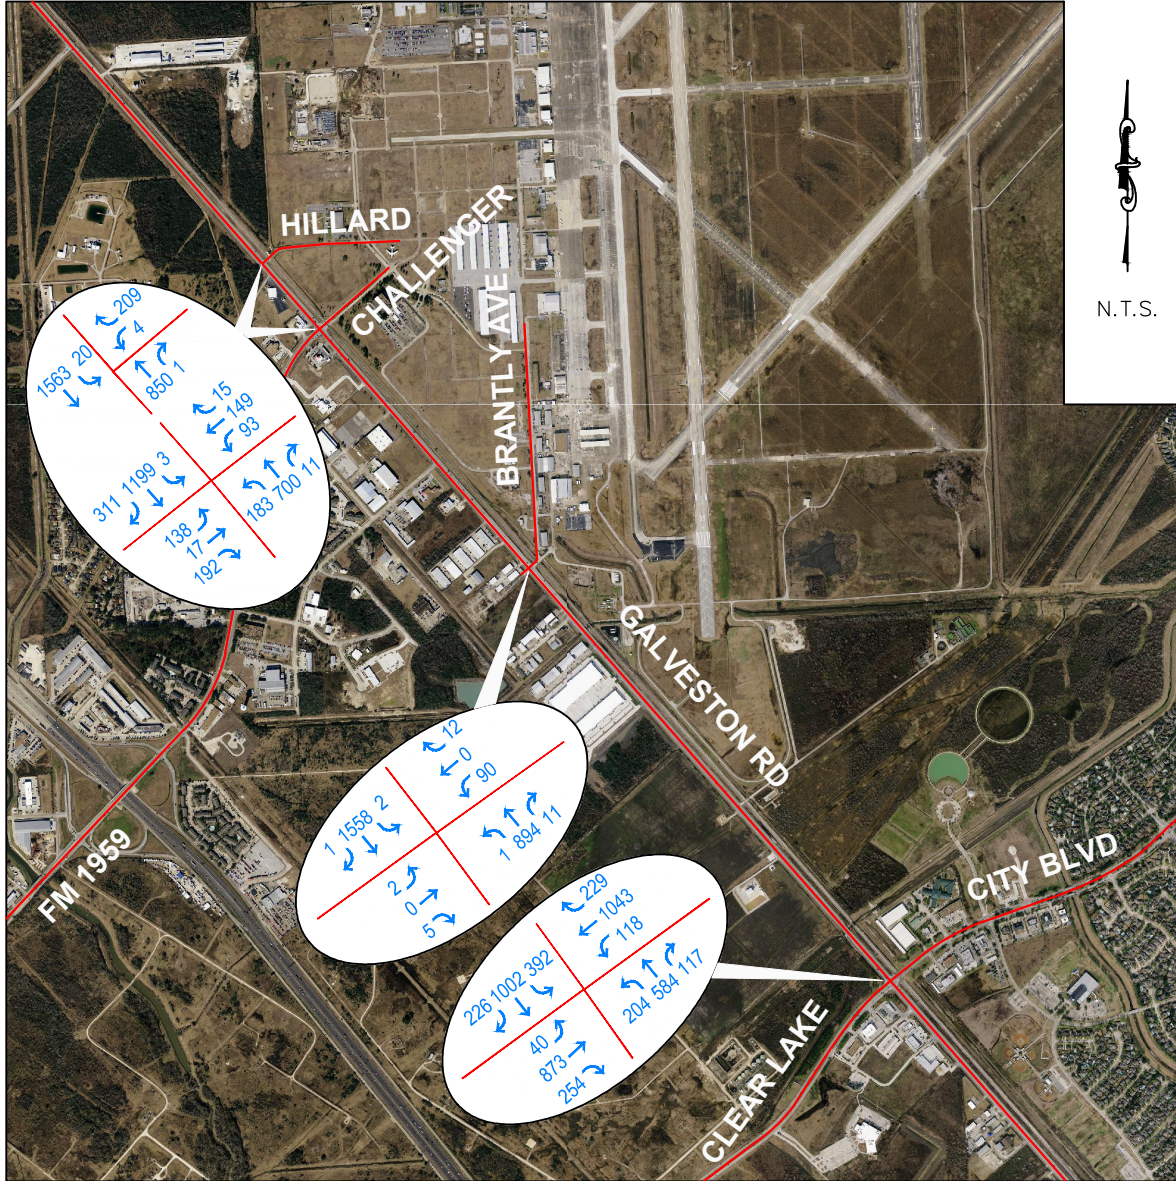 N.T.S.
HILLARD
CHALLENGER
BRANTLY AVE
GALVESTON RD
CITY BLVD
CLEAR LAKE
FM 1959
209
4
1563 20
850 1
15
149
93
311 1199 3
183 700 11
138
17
192
12
0
90
1 1558 2
1 894 11
2
0
5
229
1043
118
226 1002 392
204 584 117
40
873
254